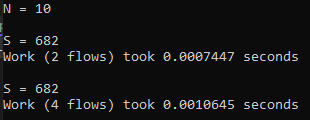 N = 10
S = 682
Work (2 flows) took 0.0007447 seconds
S = 682
Work (4 flows) took 0.0010645 seconds